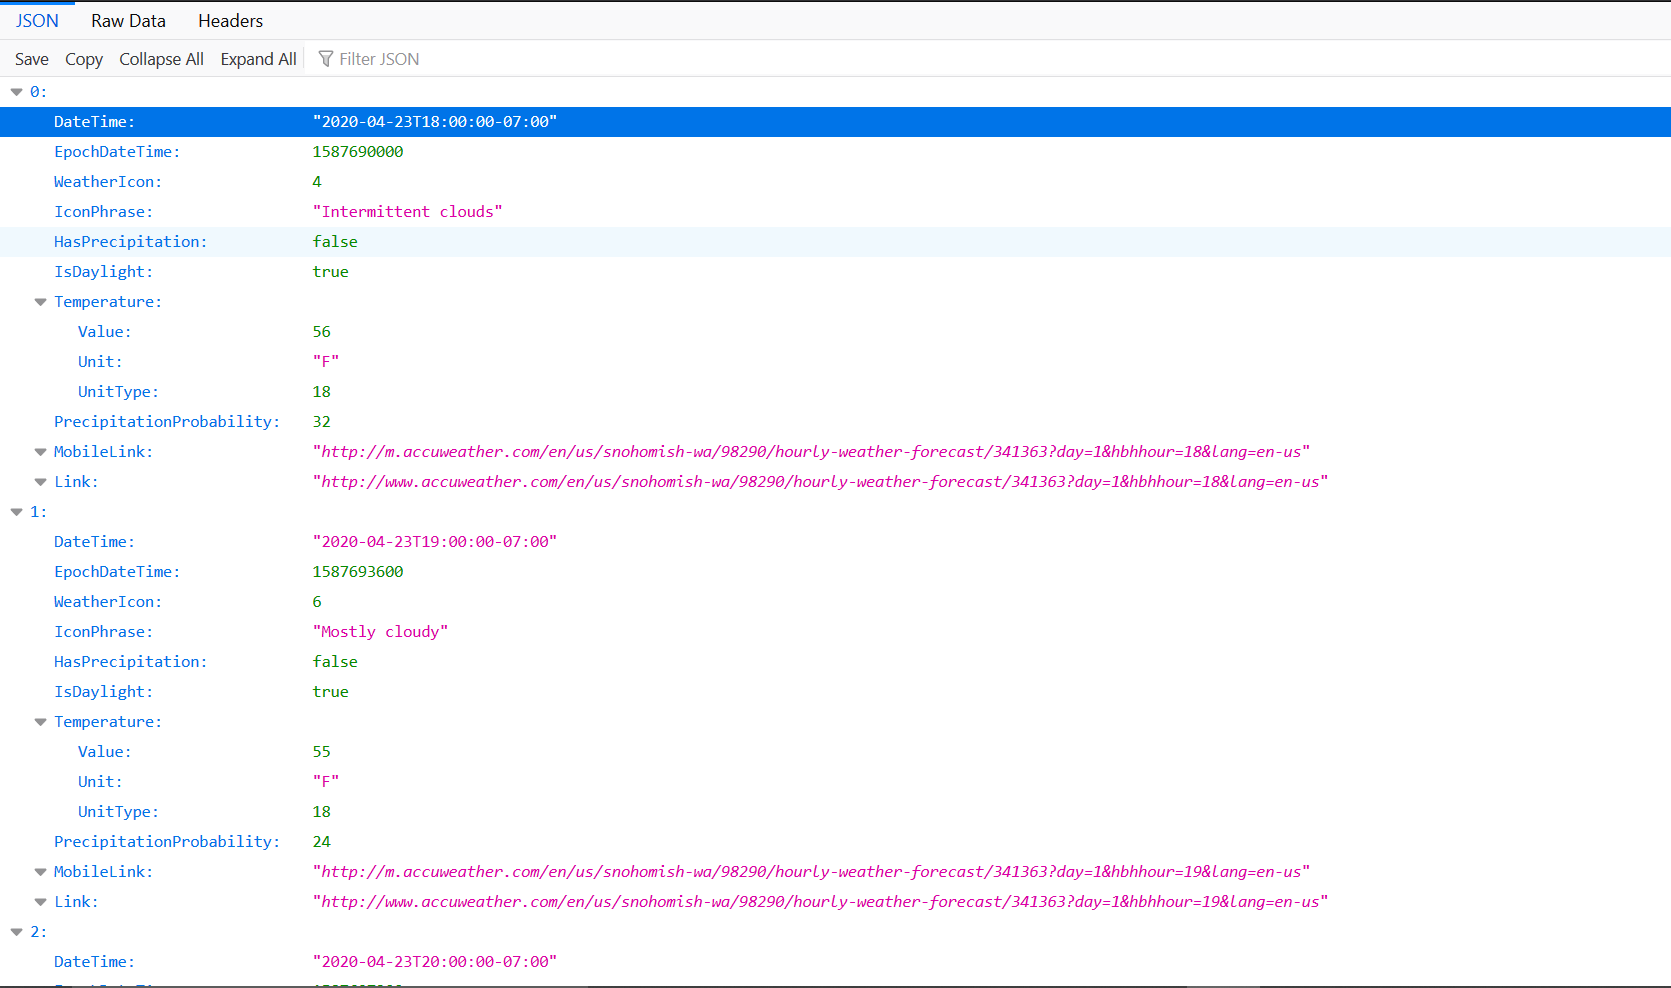 JSON Raw Data Headers
Save Copy Collapse All Expand All Filter JSON
0:
DateTime: "2020-04-23T18:00:00-07:00"
EpochDateTime: 1587690000
WeatherIcon: 4
IconPhrase: "Intermittent clouds"
HasPrecipitation: false
IsDaylight: true
Temperature:
Value: 56
Unit: "F"
UnitType: 18
PrecipitationProbability: 32
MobileLink: "http://m.accuweather.com/en/us/snohomish-wa/98290/hourly-weather-forecast/341363?day=1&hbhhour=18&lang=en-us"
Link: "http://www.accuweather.com/en/us/snohomish-wa/98290/hourly-weather-forecast/341363?day=1&hbhhour=18&lang=en-us"
1:
DateTime: "2020-04-23T19:00:00-07:00"
EpochDateTime: 1587693600
WeatherIcon: 6
IconPhrase: "Mostly cloudy"
HasPrecipitation: false
IsDaylight: true
Temperature:
Value: 55
Unit: "F"
UnitType: 18
PrecipitationProbability: 24
MobileLink: "http://m.accuweather.com/en/us/snohomish-wa/98290/hourly-weather-forecast/341363?day=1&hbhhour=19&lang=en-us"
Link: "http://www.accuweather.com/en/us/snohomish-wa/98290/hourly-weather-forecast/341363?day=1&hbhhour=19&lang=en-us"
2:
DateTime: "2020-04-23T20:00:00-07:00"